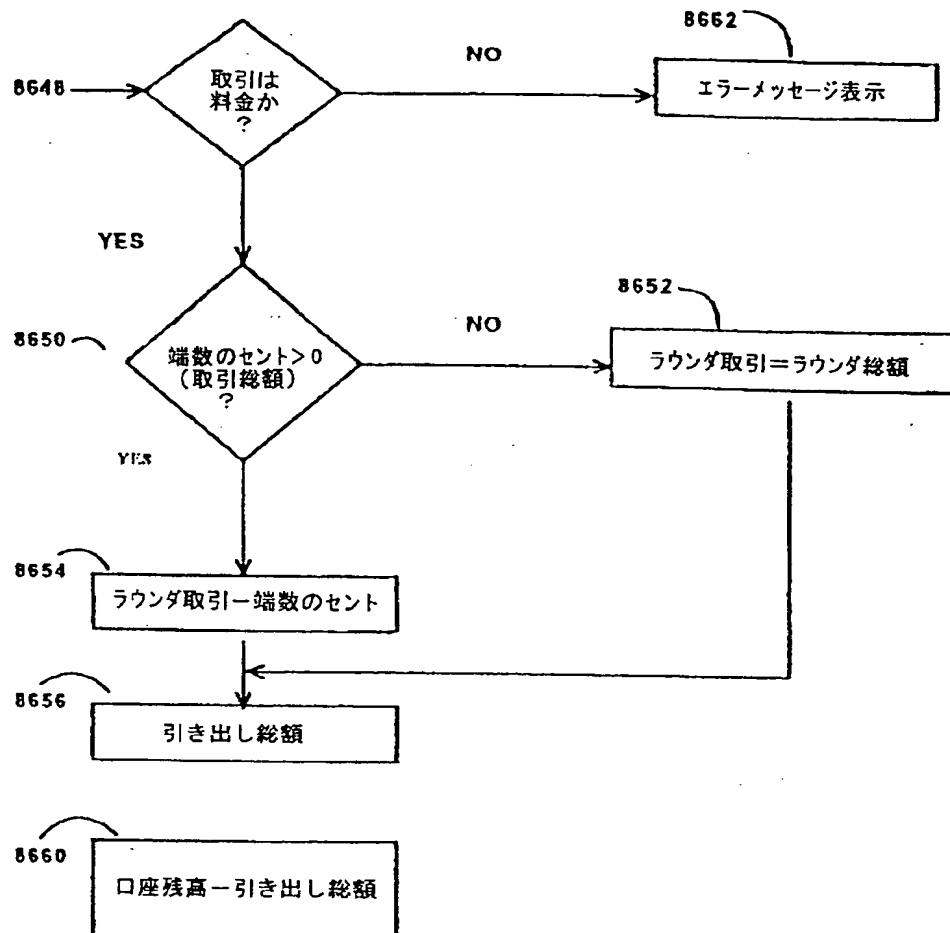 8662
NO
8648
取引は
料金か
?
エラーメッセージ表示
YES
8652
8650
NO
端数のセント>0
(取引総額)
?
ラウンダ取引=ラウンダ総額
YES
8654
ラウンダ取引-端数のセント
8656
引き出し総額
8660
口座残高-引き出し総額